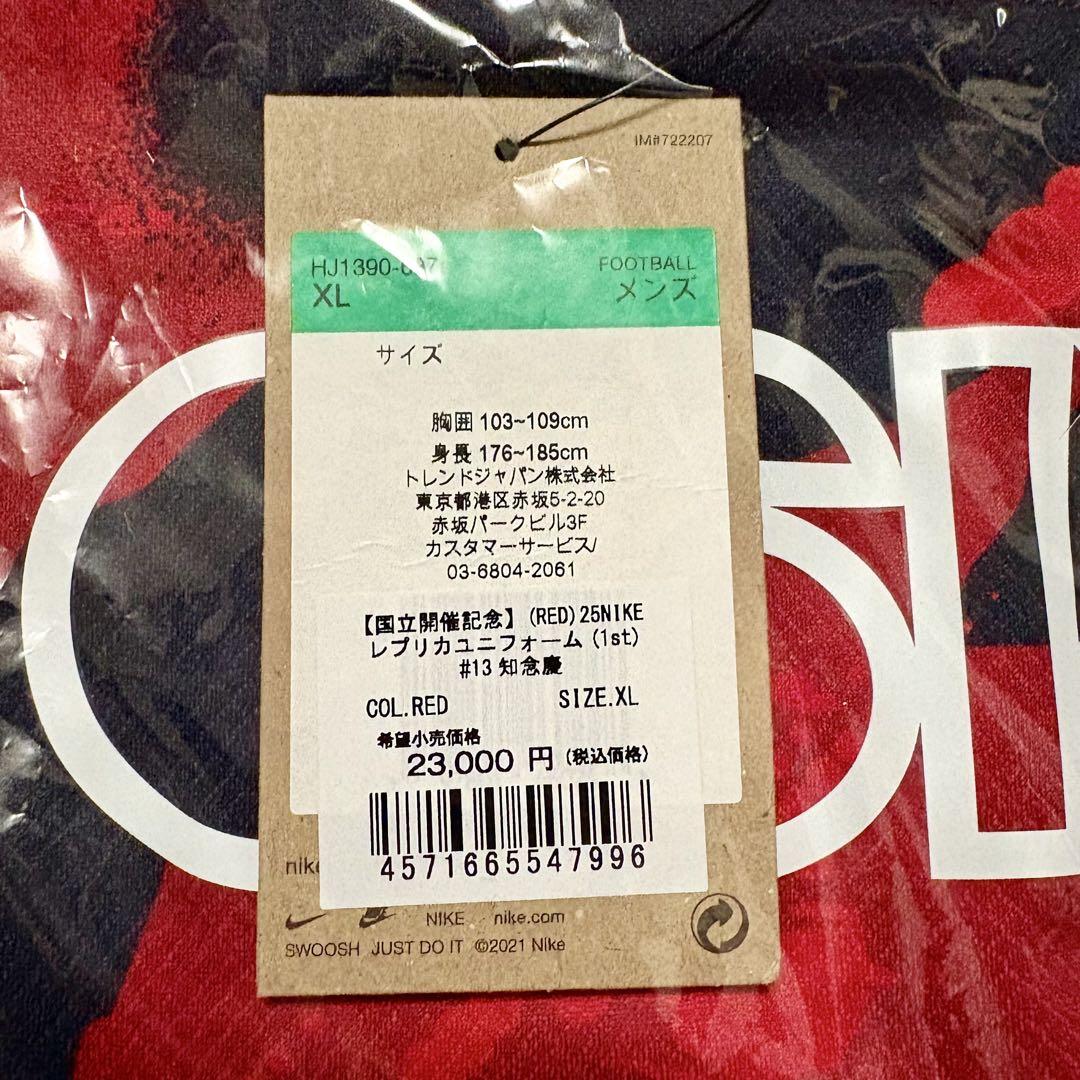 IM#722207
FOOTBALL
XL
メンズ
サイズ
胸囲 103~109cm
身長 176~185cm
トレンドジャパン株式会社
東京都港区赤坂5-2-20
赤坂パークビル3F
カスタマーサービス/
03-6804-2061
【国立開催記念】(RED)25NIKE
レプリカユニフォーム(1st)
#13 知念慶
COL.RED SIZE.XL
希望小売価格
23,000 円(税込価格)
4571665547996
NIKE nike.com
SWOOSH JUST DO IT ©2021 Nike